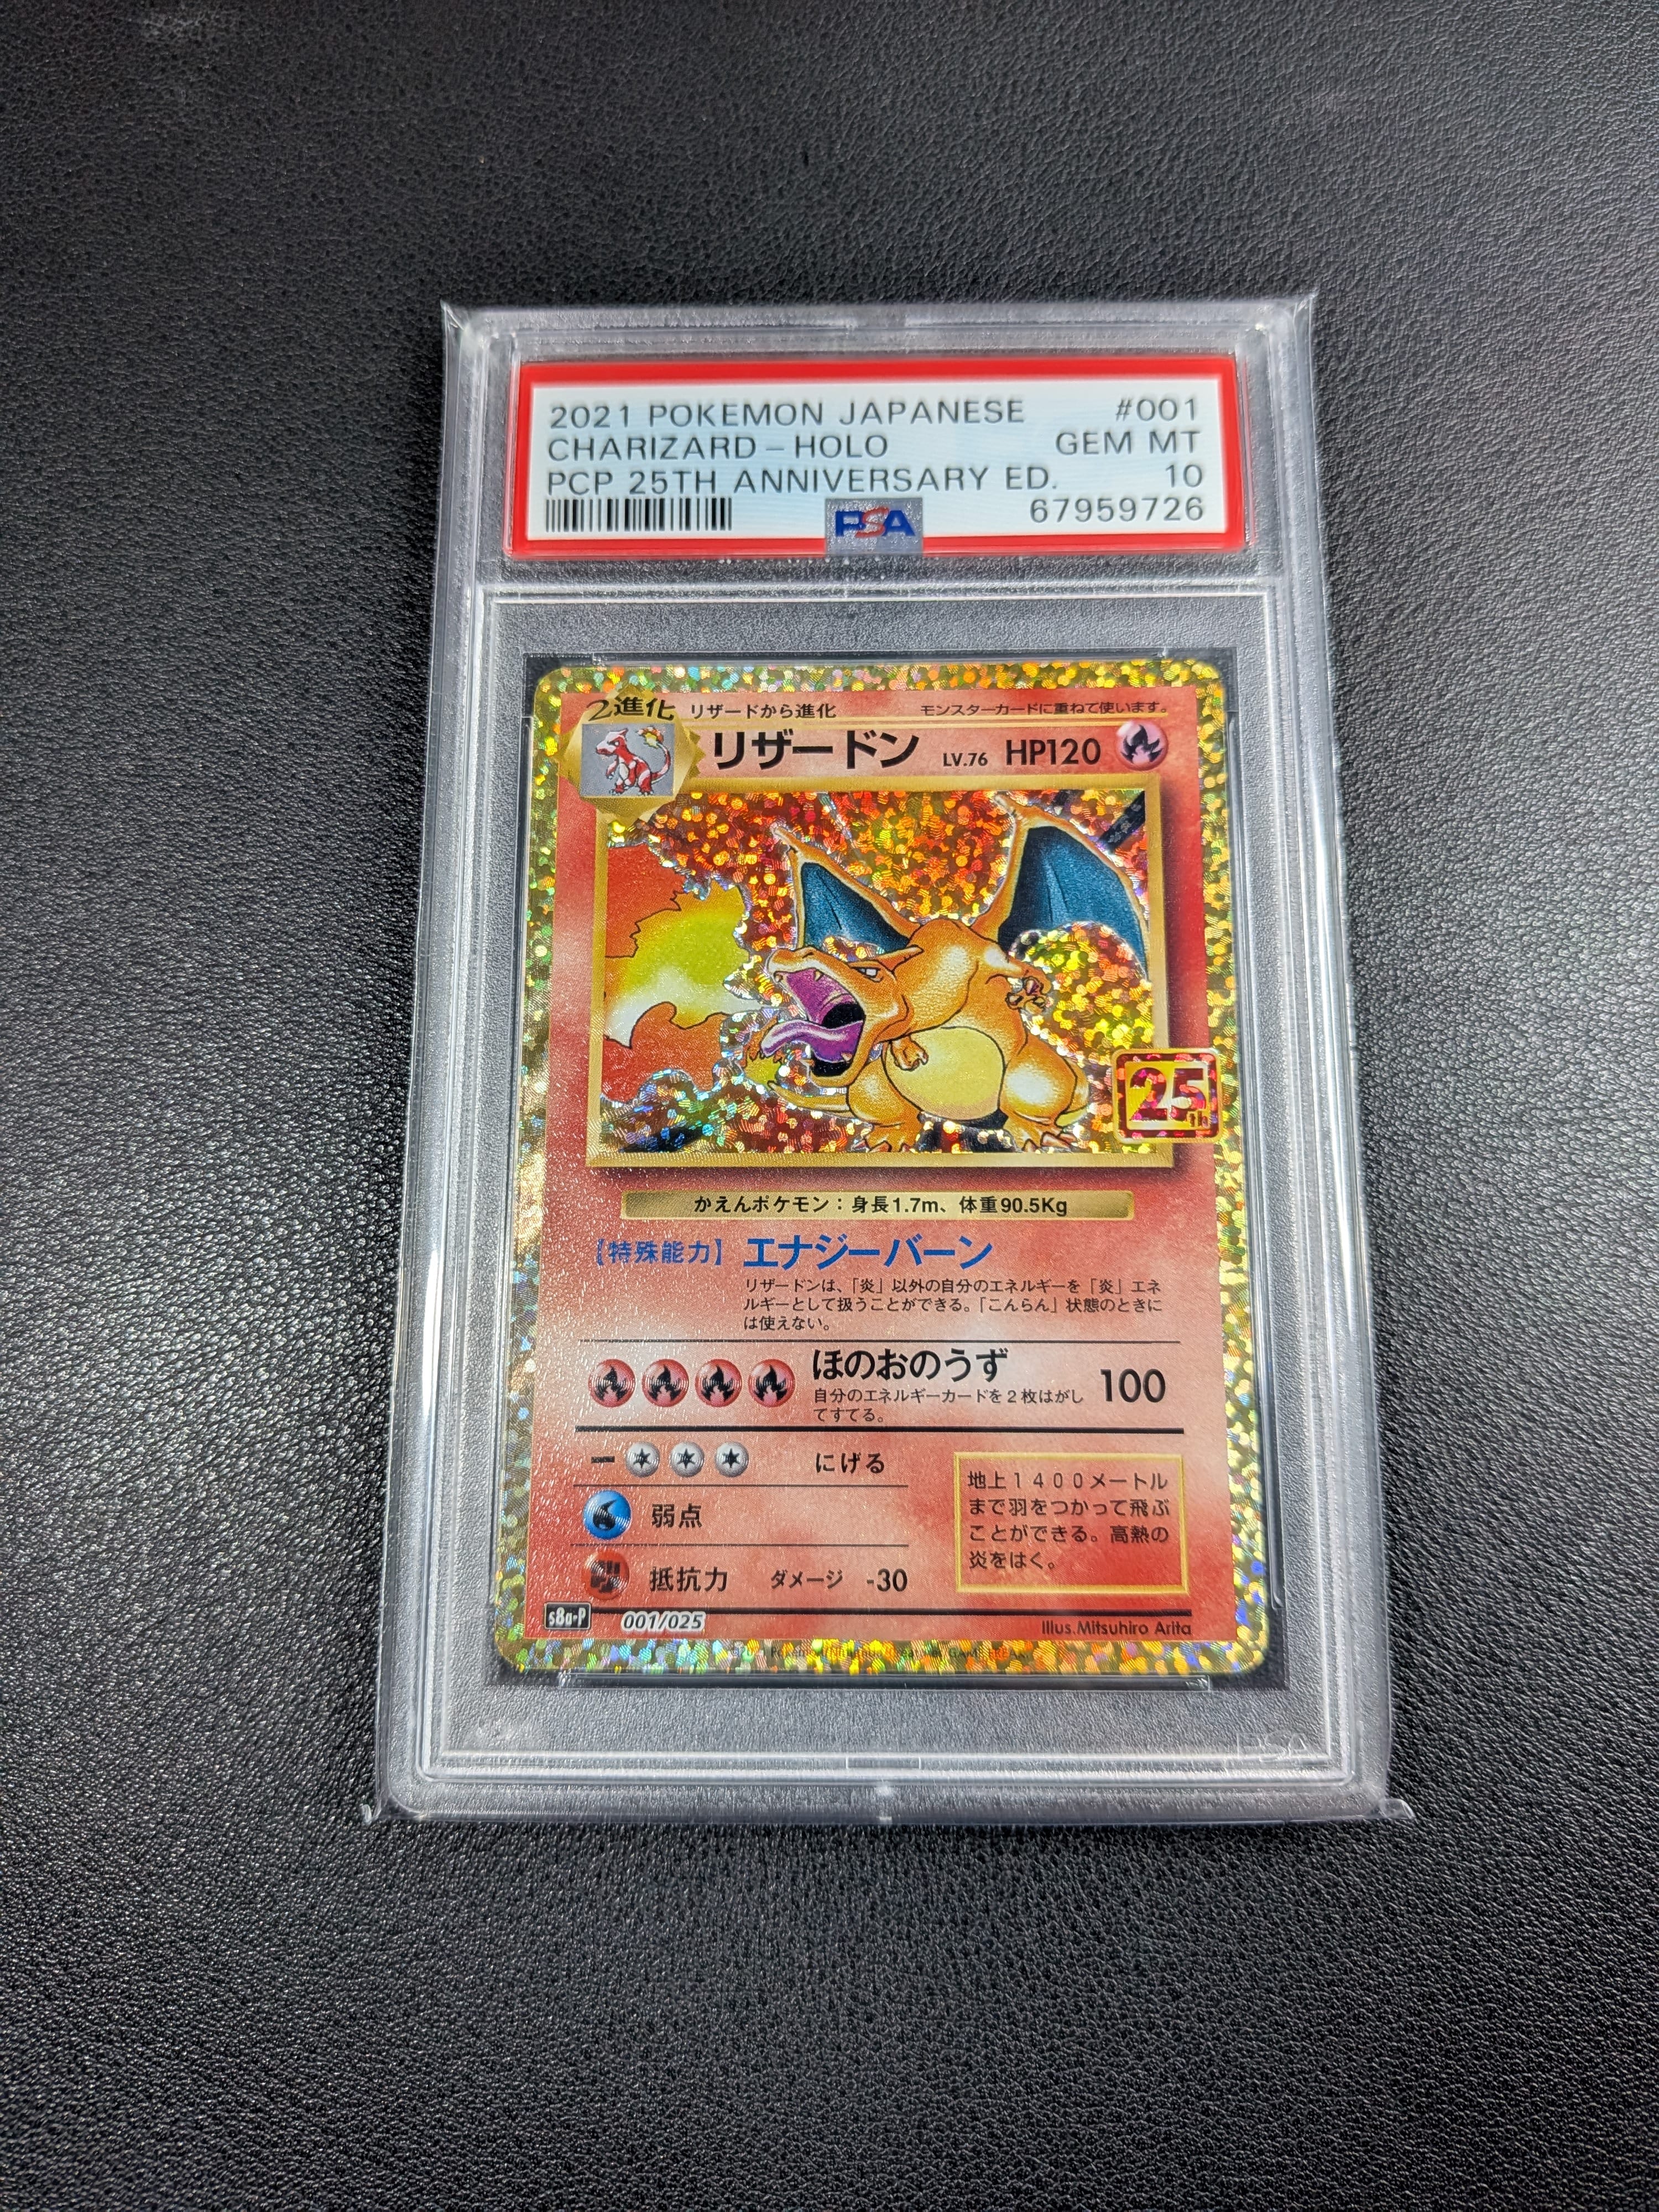 2021 POKEMON JAPANESE #001
CHARIZARD-HOLO GEM MT
PCP 25TH ANNIVERSARY ED. 10
PSA 67959726
2進化 リザードから進化 モンスターカードに重ねて使います。
リザードン LV.76 HP120
25th
かえんポケモン：身長1.7m、体重90.5Kg
【特殊能力】エナジーバーン
リザードンは、「炎」以外の自分のエネルギーを「炎」エネ
ルギーとして扱うことができる。「こんらん」状態のときに
は使えない。
ほのおのうず 100
自分のエネルギーカードを2枚はがし
てすてる。
にげる
弱点
抵抗力 ダメージ -30
地上1400メートル
まで羽をつかって飛ぶ
ことができる。高熱の
炎をはく。
s8a-P 001/025 Illus.Mitsuhiro Arita
GAME FREAK
PSA